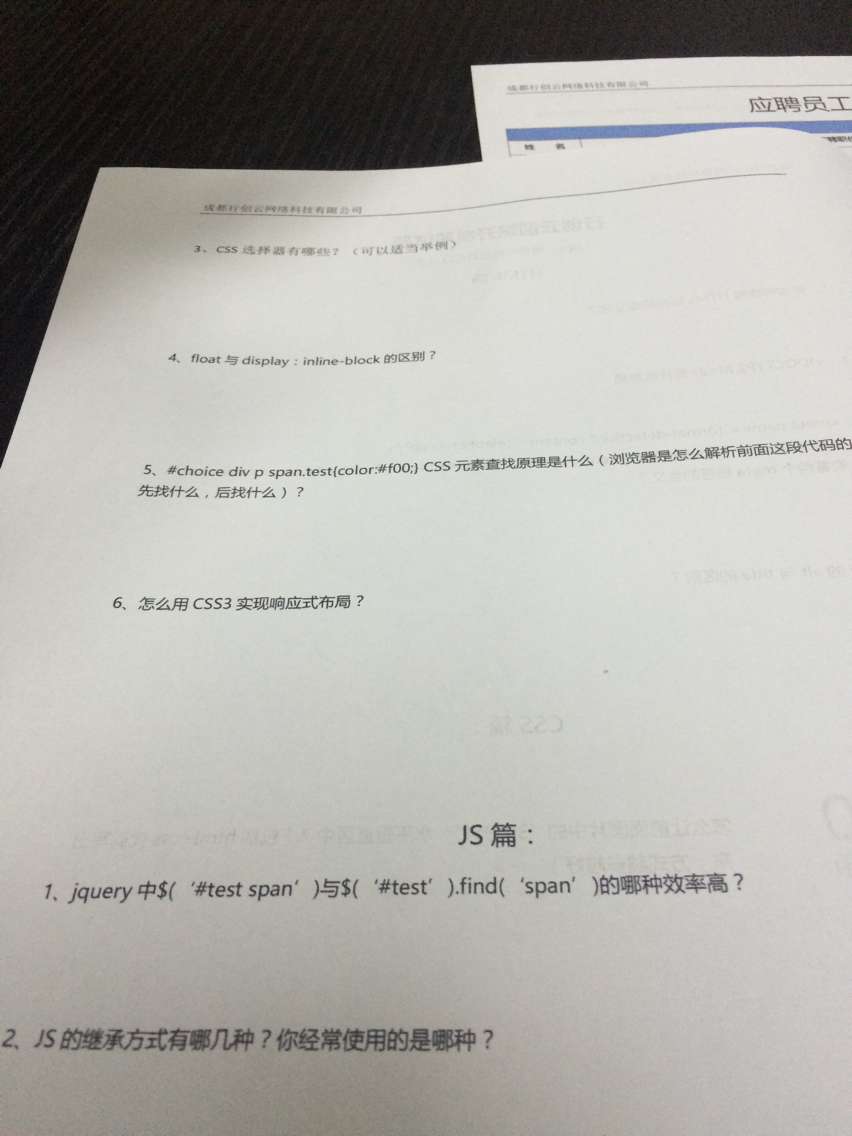 成都行创云网络科技有限公司
应聘员工
姓 名
成都行创云网络科技有限公司
3、CSS 选择器有哪些？（可以适当举例）
4、float 与 display：inline-block 的区别？
5、#choice div p span.test{color:#f00;} CSS 元素查找原理是什么（浏览器是怎么解析前面这段代码的
先找什么，后找什么）？
6、怎么用 CSS3 实现响应式布局？
JS 篇：
1、jquery 中$(‘#test span’)与$(‘#test’).find(‘span’)的哪种效率高？
2、JS 的继承方式有哪几种？你经常使用的是哪种？